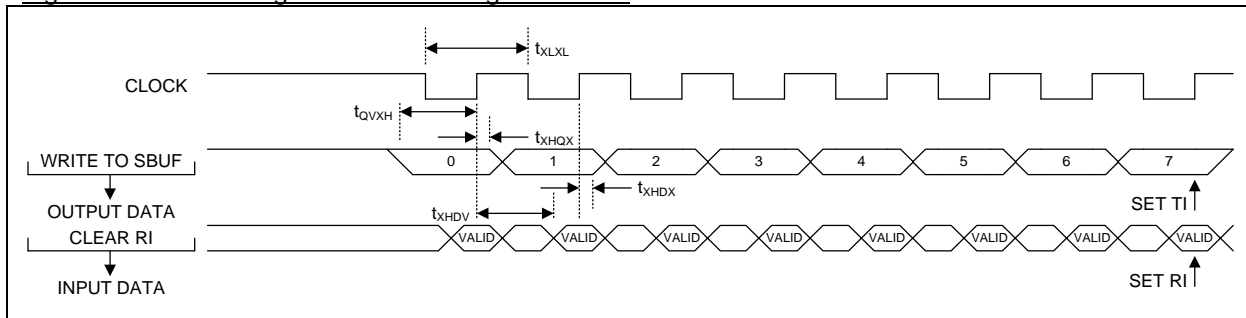 tXLXL
CLOCK
tQVXH
tXHQX
WRITE TO SBUF
0 1 2 3 4 5 6 7
tXHDX
OUTPUT DATA
SET TI
tXHDV
CLEAR RI
VALID VALID VALID VALID VALID VALID VALID VALID
INPUT DATA
SET RI